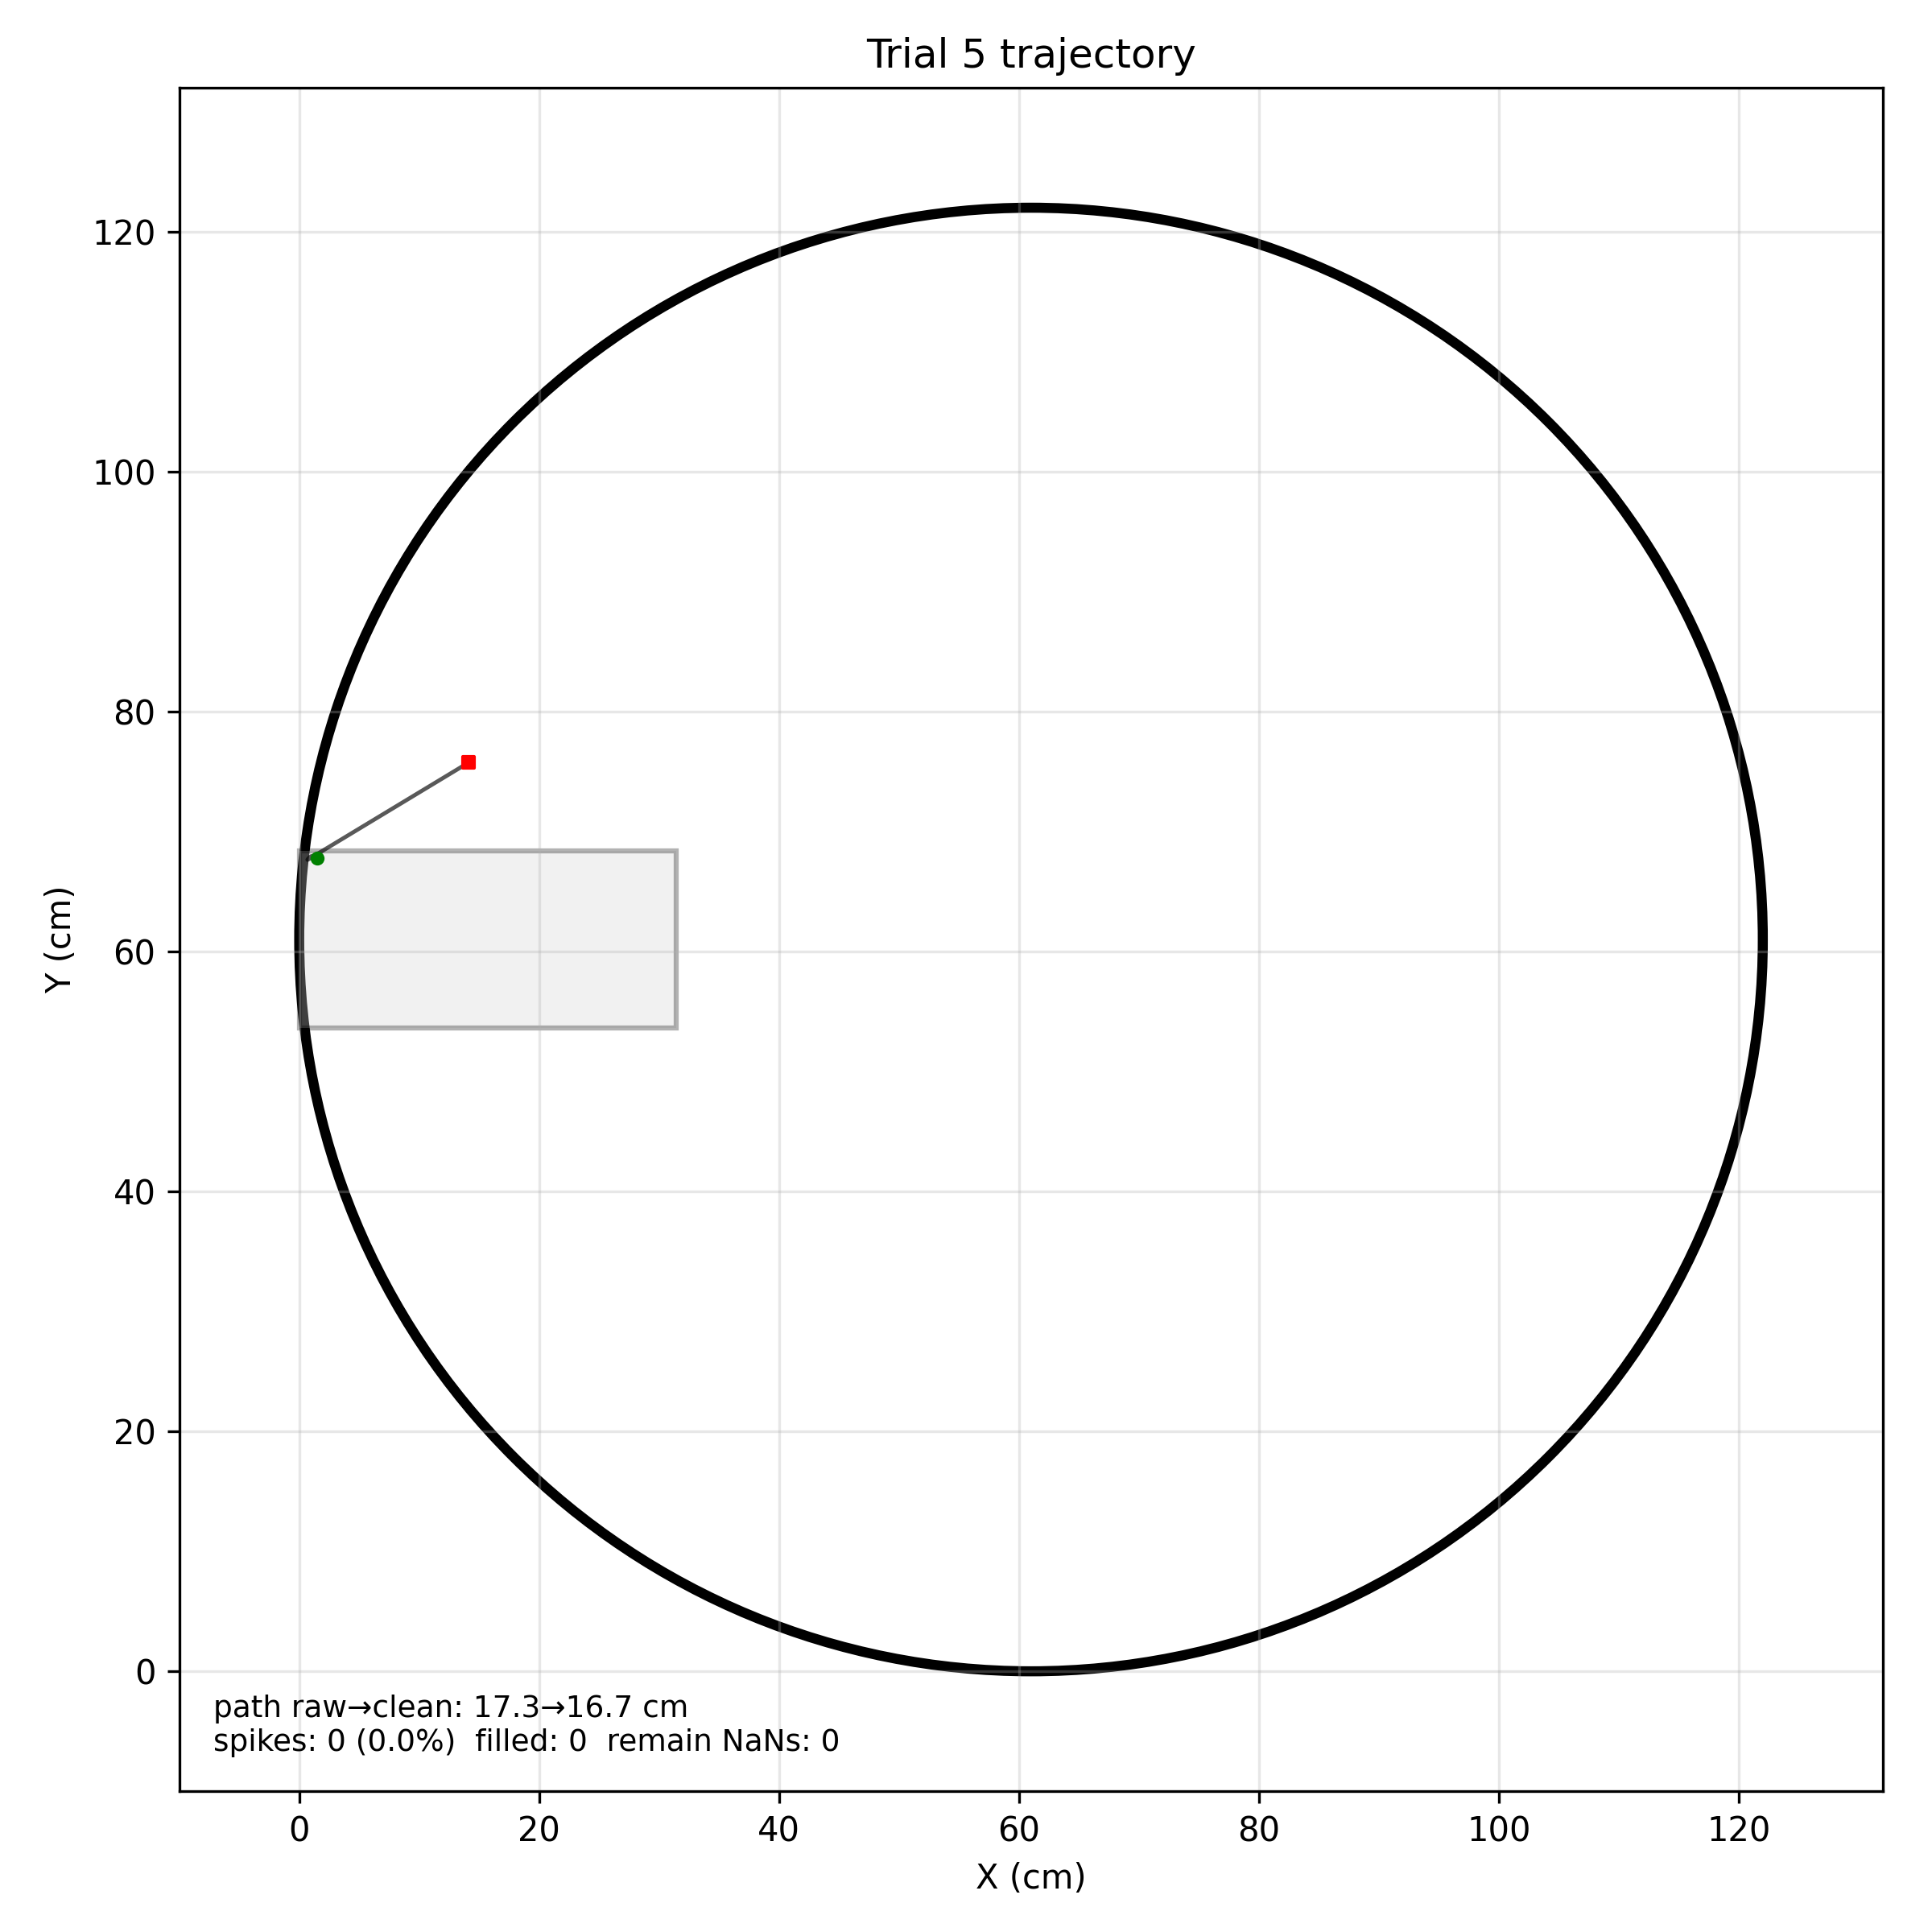 Trial 5 trajectory
120
100
80
60
40
20
0
Y (cm)
path raw→clean: 17.3→16.7 cm
spikes: 0 (0.0%)  filled: 0  remain NaNs: 0
0 20 40 60 80 100 120
X (cm)